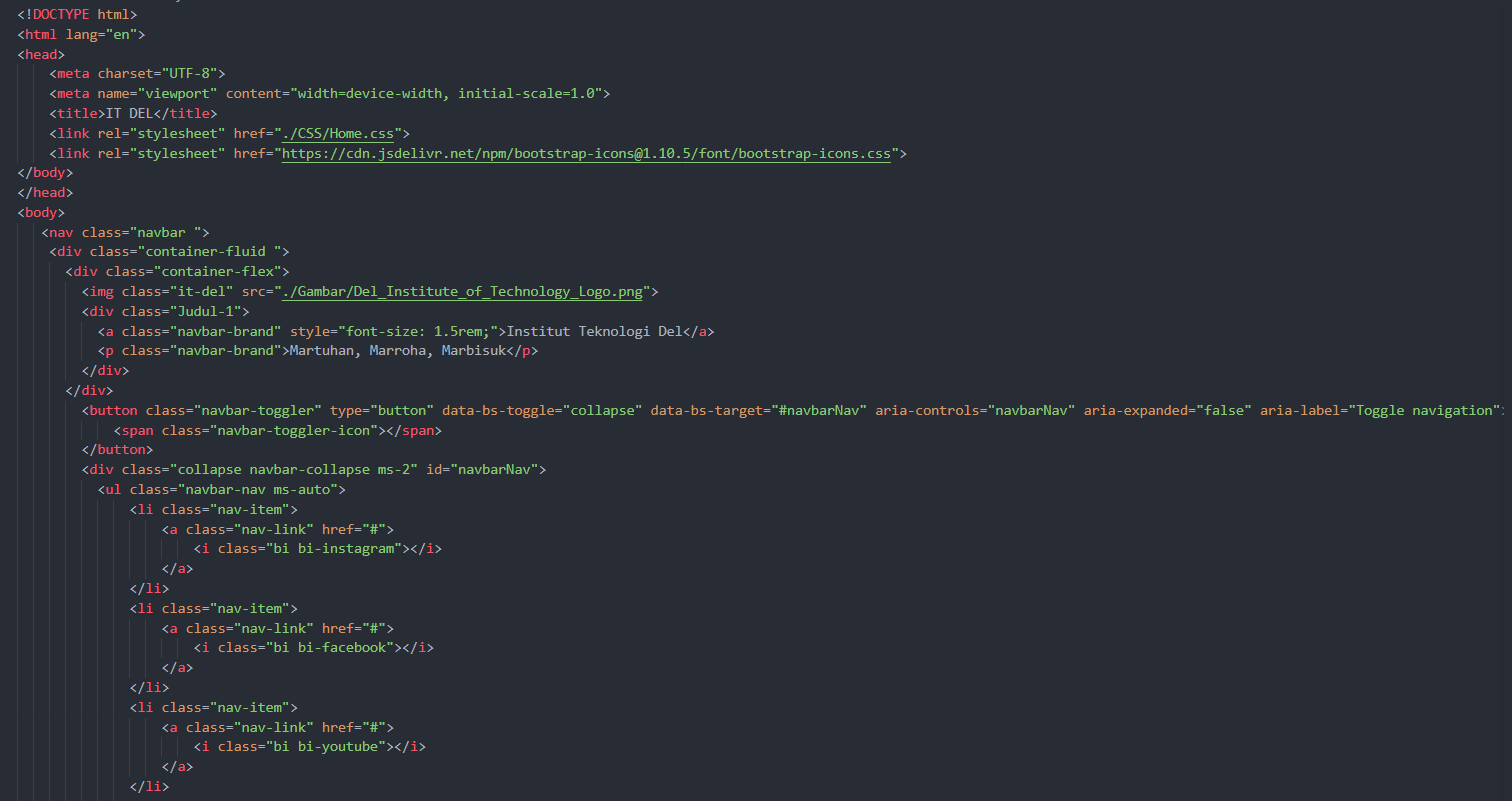 <!DOCTYPE html>
<html lang="en">
<head>
    <meta charset="UTF-8">
    <meta name="viewport" content="width=device-width, initial-scale=1.0">
    <title>IT DEL</title>
    <link rel="stylesheet" href="./CSS/Home.css">
    <link rel="stylesheet" href="https://cdn.jsdelivr.net/npm/bootstrap-icons@1.10.5/font/bootstrap-icons.css">
</body>
</head>
<body>
   <nav class="navbar ">
    <div class="container-fluid ">
      <div class="container-flex">
        <img class="it-del" src="./Gambar/Del_Institute_of_Technology_Logo.png">
        <div class="Judul-1">
          <a class="navbar-brand" style="font-size: 1.5rem;">Institut Teknologi Del</a>
          <p class="navbar-brand">Martuhan, Marroha, Marbisuk</p>
        </div>
      </div>
        <button class="navbar-toggler" type="button" data-bs-toggle="collapse" data-bs-target="#navbarNav" aria-controls="navbarNav" aria-expanded="false" aria-label="Toggle navigation">
            <span class="navbar-toggler-icon"></span>
        </button>
        <div class="collapse navbar-collapse ms-2" id="navbarNav">
          <ul class="navbar-nav ms-auto">
              <li class="nav-item">
                  <a class="nav-link" href="#">
                      <i class="bi bi-instagram"></i>
                  </a>
              </li>
              <li class="nav-item">
                  <a class="nav-link" href="#">
                      <i class="bi bi-facebook"></i>
                  </a>
              </li>
              <li class="nav-item">
                  <a class="nav-link" href="#">
                      <i class="bi bi-youtube"></i>
                  </a>
              </li>